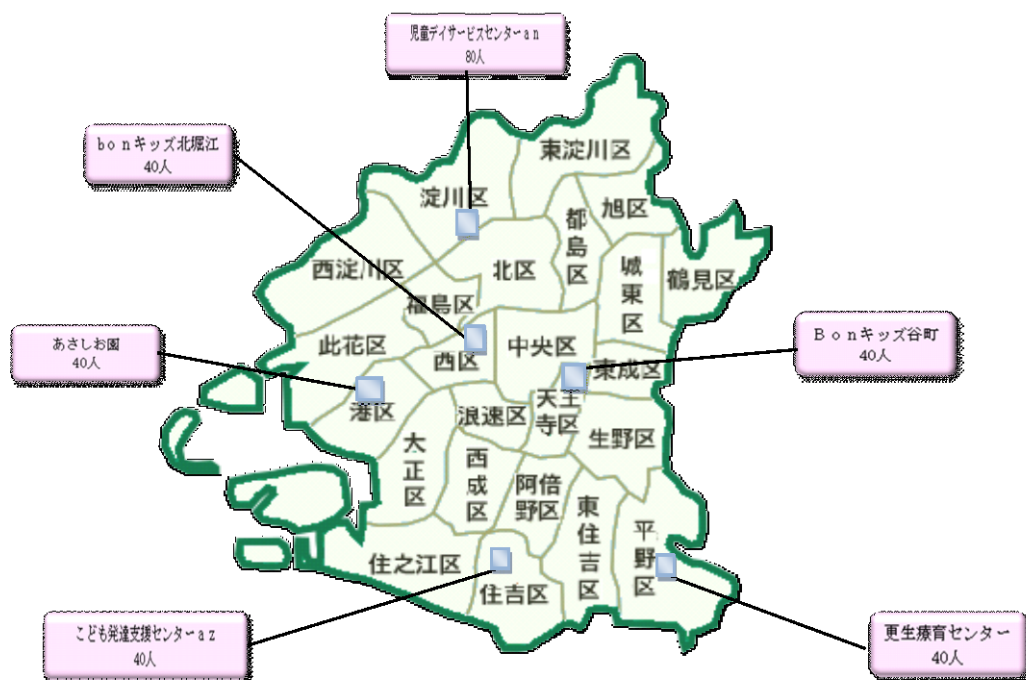 児童デイサービスセンターan
80人
bonキッズ北堀江
40人
東淀川区
淀川区
旭区
都島区
西淀川区
北区
城東区
鶴見区
福島区
あさしお園
40人
此花区
西区
中央区
東成区
Bonキッズ谷町
40人
港区
浪速区
天王寺区
生野区
大正区
西成区
阿倍野区
東住吉区
平野区
住之江区
住吉区
こども発達支援センターaz
40人
更生療育センター
40人